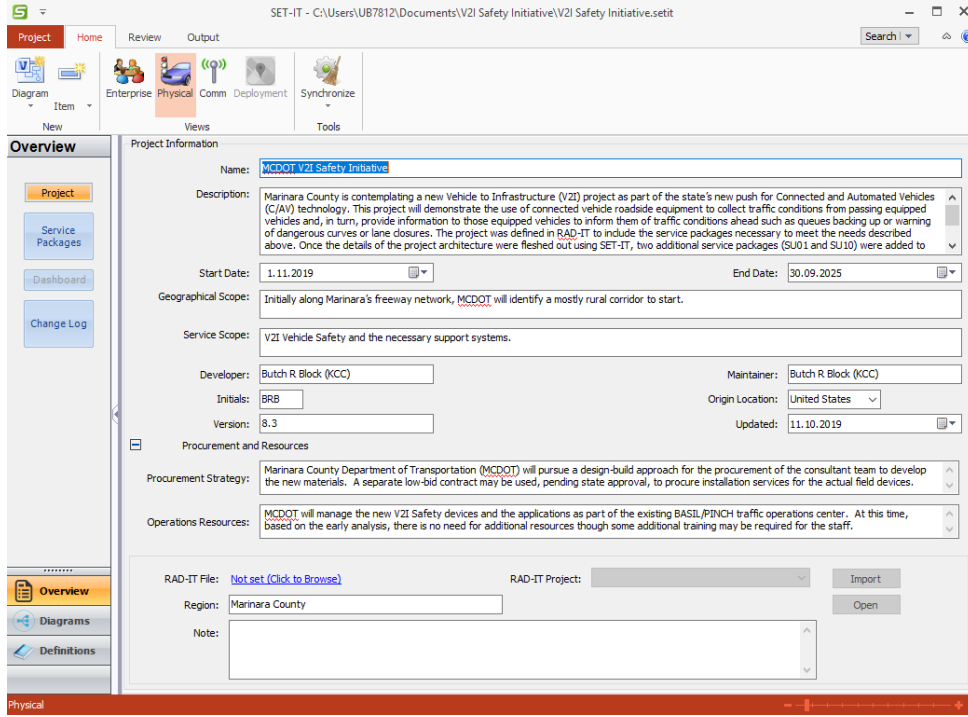 SET-IT - C:\Users\UB7812\Documents\V2I Safety Initiative\V2I Safety Initiative.setit
Project Home Review Output Search
Diagram Item Enterprise Physical Comm Deployment Synchronize
New Views Tools
Overview
Project
Service Packages
Dashboard
Change Log
Project Information
Name: MCDOT V2I Safety Initiative
Description: Marinara County is contemplating a new Vehicle to Infrastructure (V2I) project as part of the state's new push for Connected and Automated Vehicles
(C/AV) technology. This project will demonstrate the use of connected vehicle roadside equipment to collect traffic conditions from passing equipped
vehicles and, in turn, provide information to those equipped vehicles to inform them of traffic conditions ahead such as queues backing up or warning
of dangerous curves or lane closures. The project was defined in RAD-IT to include the service packages necessary to meet the needs described
above. Once the details of the project architecture were fleshed out using SET-IT, two additional service packages (SU01 and SU10) were added to
Start Date: 1.11.2019 End Date: 30.09.2025
Geographical Scope: Initially along Marinara's freeway network, MCDOT will identify a mostly rural corridor to start.
Service Scope: V2I Vehicle Safety and the necessary support systems.
Developer: Butch R Block (KCC) Maintainer: Butch R Block (KCC)
Initials: BRB Origin Location: United States
Version: 8.3 Updated: 11.10.2019
Procurement and Resources
Procurement Strategy: Marinara County Department of Transportation (MCDOT) will pursue a design-build approach for the procurement of the consultant team to develop
the new materials. A separate low-bid contract may be used, pending state approval, to procure installation services for the actual field devices.
Operations Resources: MCDOT will manage the new V2I Safety devices and the applications as part of the existing BASIL/PINCH traffic operations center. At this time,
based on the early analysis, there is no need for additional resources though some additional training may be required for the staff.
RAD-IT File: Not set (Click to Browse) RAD-IT Project: Import
Region: Marinara County Open
Note:
Overview
Diagrams
Definitions
Physical